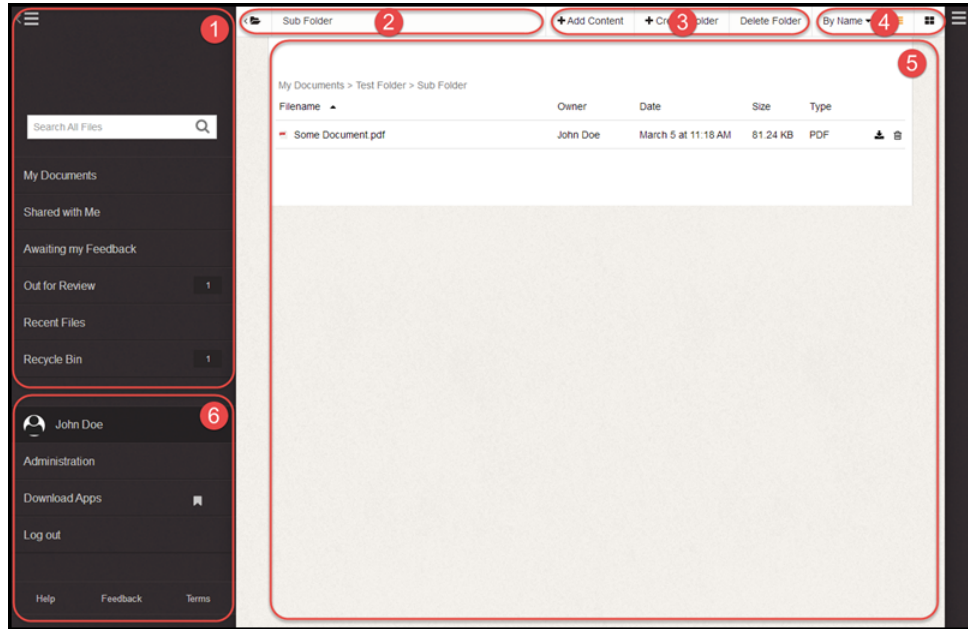 1
Search All Files
My Documents
Shared with Me
Awaiting my Feedback
Out for Review 1
Recent Files
Recycle Bin 1
6
John Doe
Administration
Download Apps
Log out
Help Feedback Terms
Sub Folder 2
Add Content 3 older Delete Folder
By Name 4
5
My Documents > Test Folder > Sub Folder
Filename Owner Date Size Type
Some Document.pdf John Doe March 5 at 11:18 AM 81.24 KB PDF